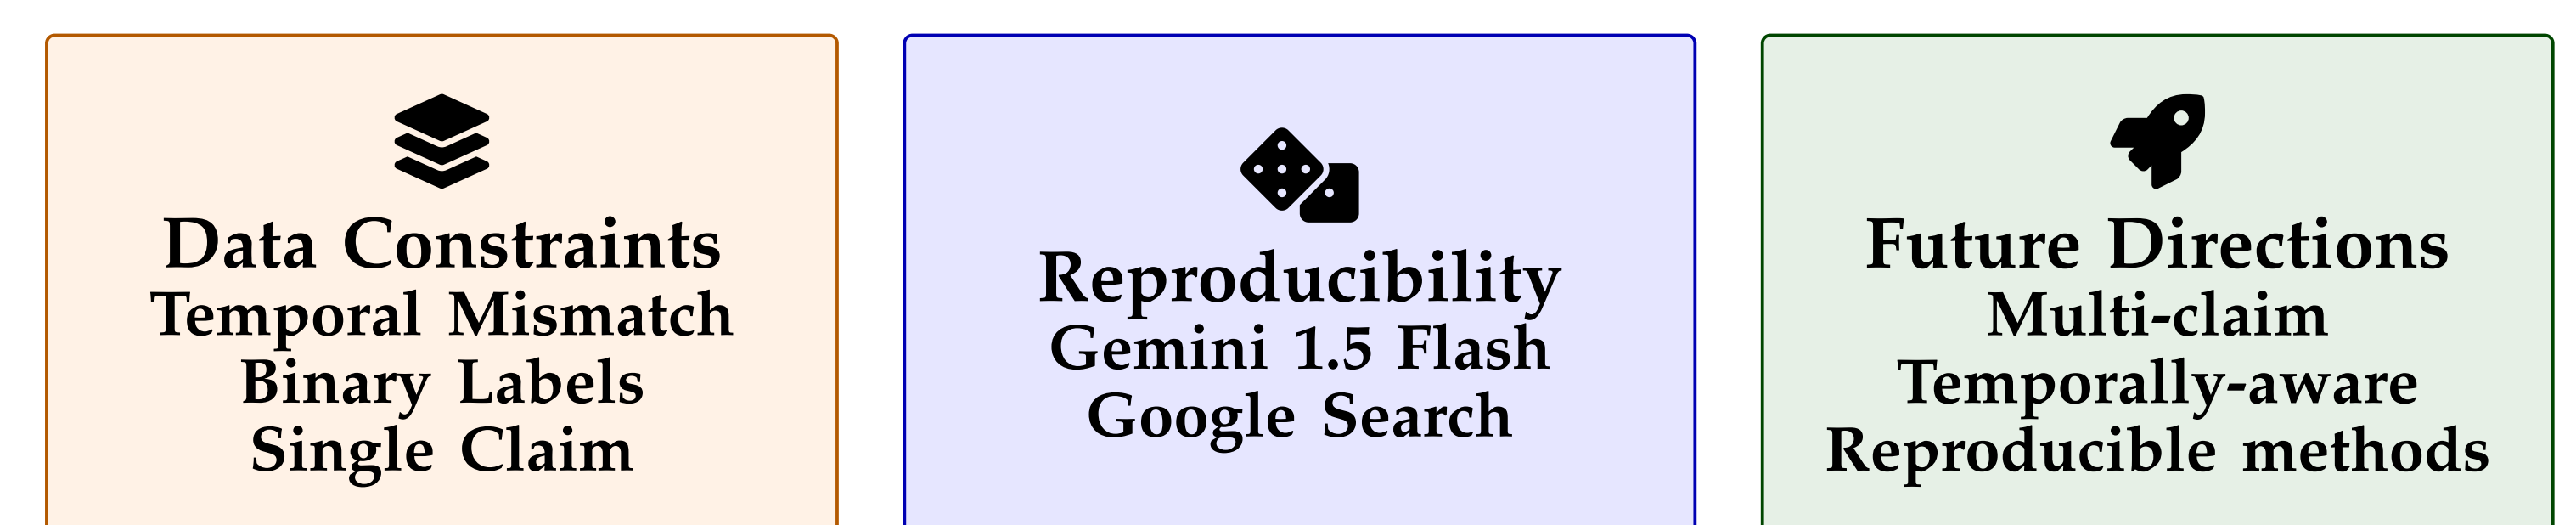 Data Constraints
Temporal Mismatch
Binary Labels
Single Claim
Reproducibility
Gemini 1.5 Flash
Google Search
Future Directions
Multi-claim
Temporally-aware
Reproducible methods